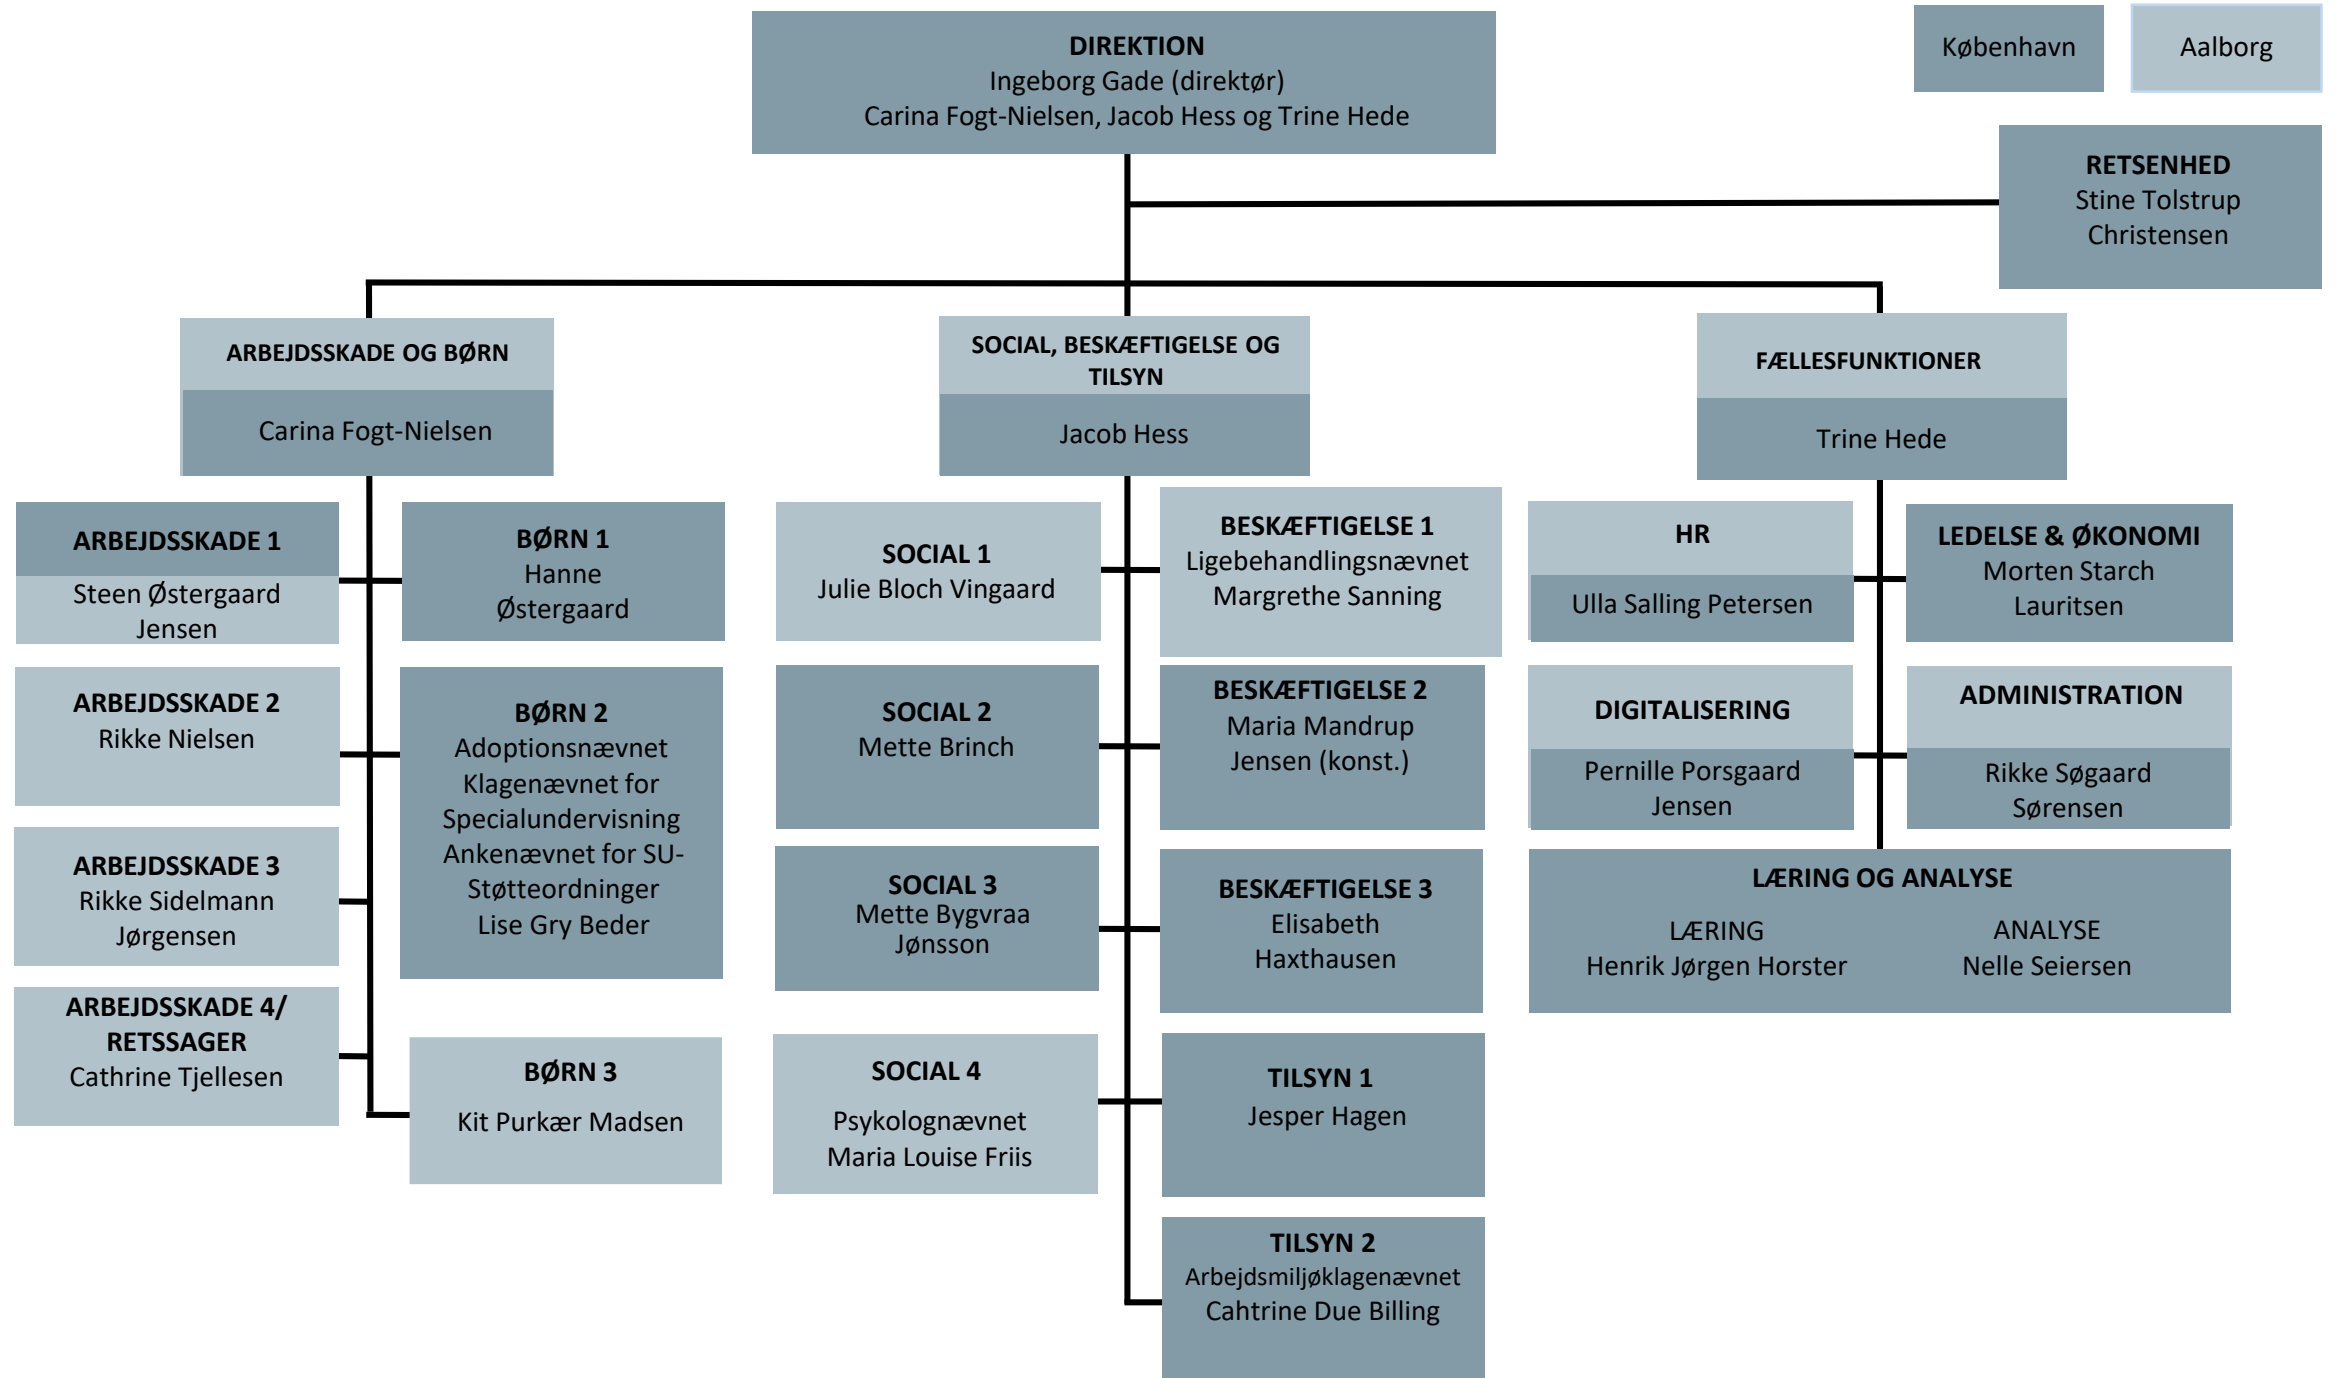 DIREKTION
Ingeborg Gade (direktør)
Carina Fogt-Nielsen, Jacob Hess og Trine Hede
København
Aalborg
RETSENHED
Stine Tolstrup
Christensen
ARBEJDSSKADE OG BØRN
Carina Fogt-Nielsen
SOCIAL, BESKÆFTIGELSE OG
TILSYN
Jacob Hess
FÆLLESFUNKTIONER
Trine Hede
ARBEJDSSKADE 1
Steen Østergaard
Jensen
BØRN 1
Hanne
Østergaard
ARBEJDSSKADE 2
Rikke Nielsen
BØRN 2
Adoptionsnævnet
Klagenævnet for
Specialundervisning
Ankenævnet for SU-
Støtteordninger
Lise Gry Beder
ARBEJDSSKADE 3
Rikke Sidelmann
Jørgensen
ARBEJDSSKADE 4/
RETSSAGER
Cathrine Tjellesen
BØRN 3
Kit Purkær Madsen
SOCIAL 1
Julie Bloch Vingaard
BESKÆFTIGELSE 1
Ligebehandlingsnævnet
Margrethe Sanning
SOCIAL 2
Mette Brinch
BESKÆFTIGELSE 2
Maria Mandrup
Jensen (konst.)
SOCIAL 3
Mette Bygvraa
Jønsson
BESKÆFTIGELSE 3
Elisabeth
Haxthausen
SOCIAL 4
Psykolognævnet
Maria Louise Friis
TILSYN 1
Jesper Hagen
TILSYN 2
Arbejdsmiljøklagenævnet
Cahtrine Due Billing
HR
Ulla Salling Petersen
LEDELSE & ØKONOMI
Morten Starch
Lauritsen
DIGITALISERING
Pernille Porsgaard
Jensen
ADMINISTRATION
Rikke Søgaard
Sørensen
LÆRING OG ANALYSE
LÆRING
Henrik Jørgen Horster
ANALYSE
Nelle Seiersen